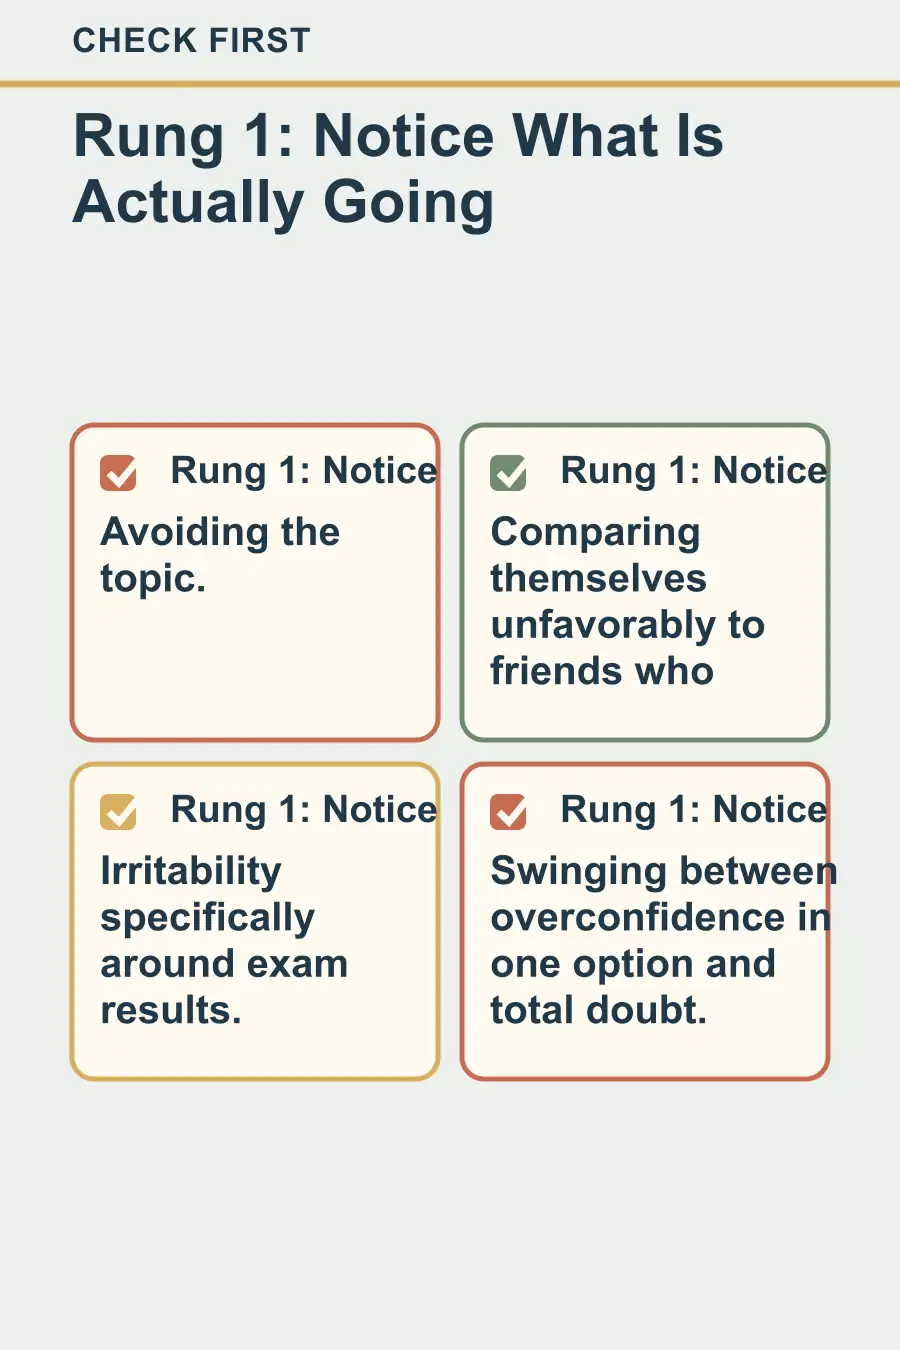 CHECK FIRST
Rung 1: Notice What Is
Actually Going
Rung 1: Notice
Avoiding the
topic.
Rung 1: Notice
Comparing
themselves
unfavorably to
friends who
Rung 1: Notice
Irritability
specifically
around exam
results.
Rung 1: Notice
Swinging between
overconfidence in
one option and
total doubt.